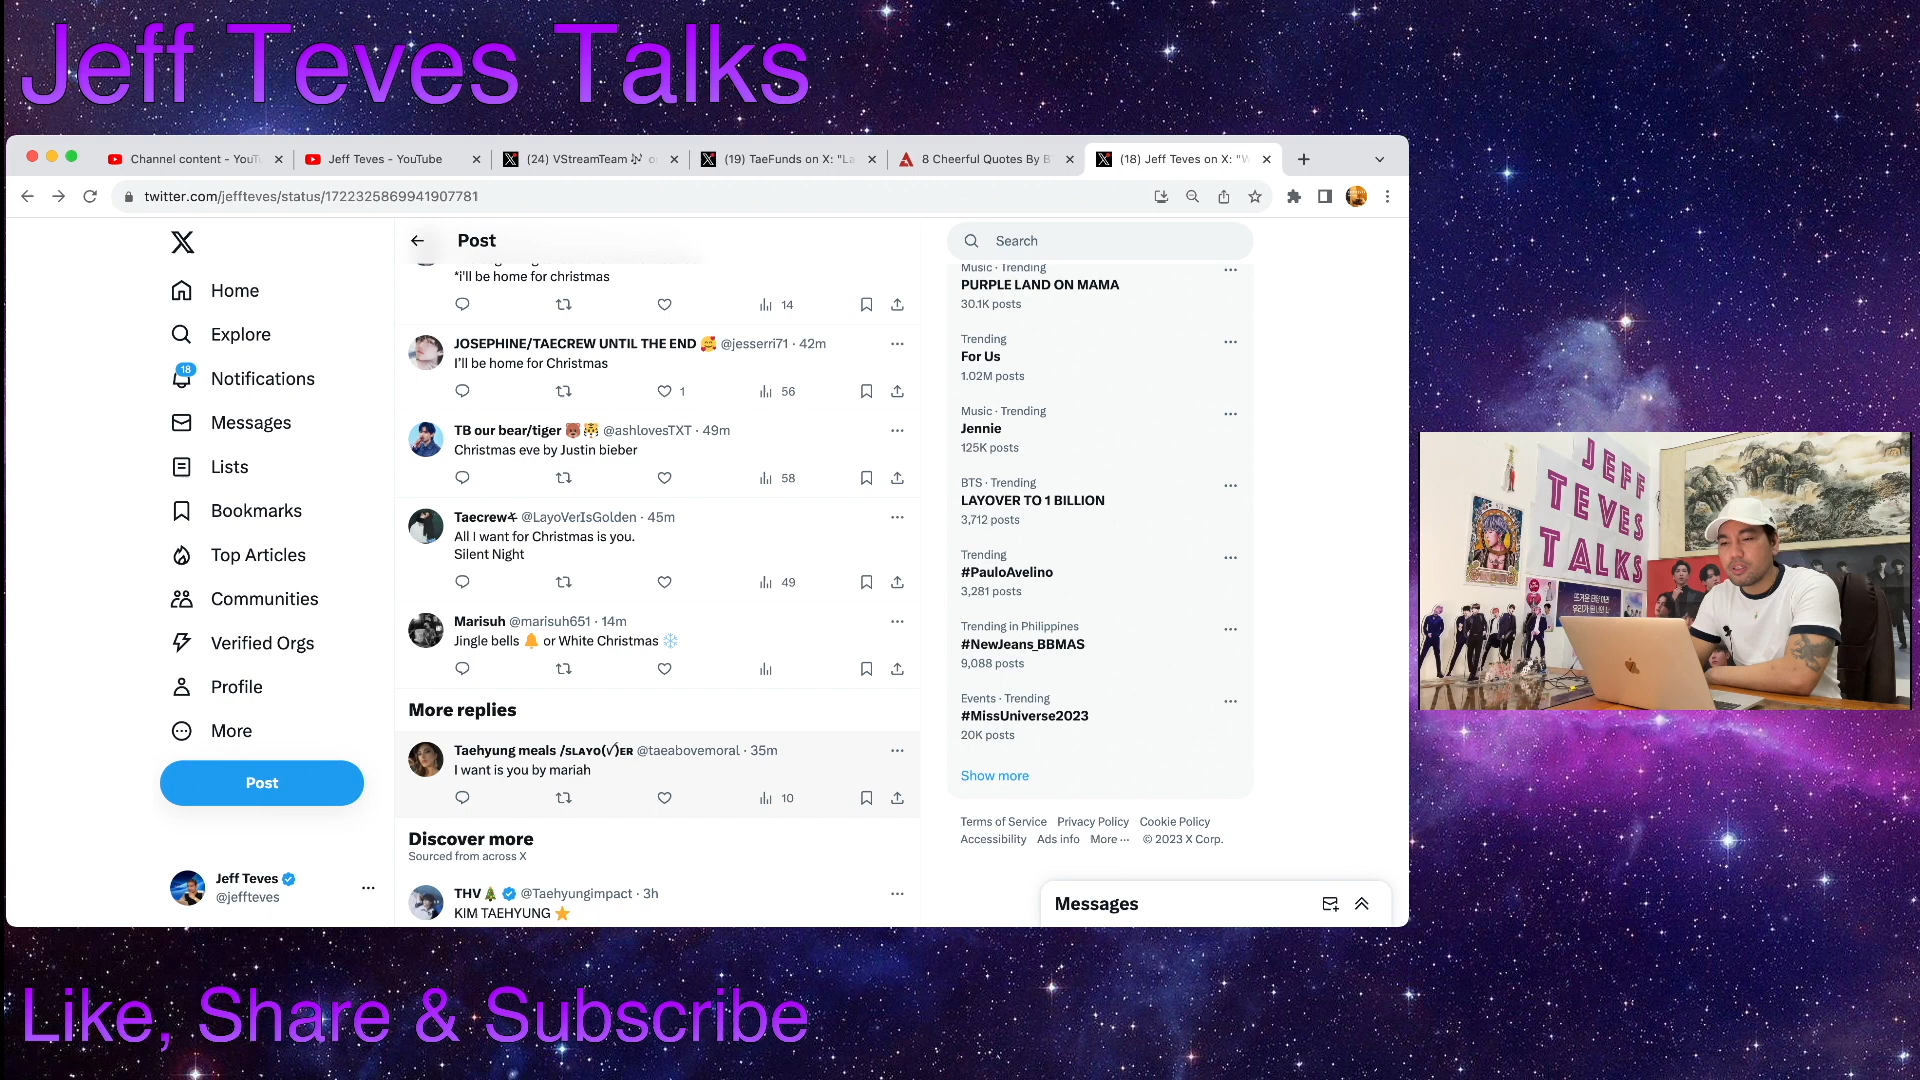 Jeff Teves Talks
Channel content - YouT
Jeff Teves - YouTube
(24) VStreamTeam
(19) TaeFunds on X: "La
8 Cheerful Quotes By B
(18) Jeff Teves on X: "W
twitter.com/jeffteves/status/1722325869941907781
X
Home
Explore
18
Notifications
Messages
Lists
Bookmarks
Top Articles
Communities
Verified Orgs
Profile
More
Post
Jeff Teves
@jeffteves
Post
*i'll be home for christmas
14
JOSEPHINE/TAECREW UNTIL THE END 🥰 @jesserri71 · 42m
I'll be home for Christmas
1 56
TB our bear/tiger 🐻🐯 @ashlovesTXT · 49m
Christmas eve by Justin bieber
58
Taecrew @LayoVerIsGolden · 45m
All I want for Christmas is you.
Silent Night
49
Marisuh @marisuh651 · 14m
Jingle bells 🔔 or White Christmas ❄️
More replies
Taehyung meals /sʟᴀʏᴏ(√)ᴇʀ @taeabovemoral · 35m
I want is you by mariah
10
Discover more
Sourced from across X
THV🎄 @Taehyungimpact · 3h
KIM TAEHYUNG ⭐
Search
Music · Trending
PURPLE LAND ON MAMA
30.1K posts
Trending
For Us
1.02M posts
Music · Trending
Jennie
125K posts
BTS · Trending
LAYOVER TO 1 BILLION
3,712 posts
Trending
#PauloAvelino
3,281 posts
Trending in Philippines
#NewJeans_BBMAS
9,088 posts
Events · Trending
#MissUniverse2023
20K posts
Show more
Terms of Service Privacy Policy Cookie Policy
Accessibility Ads info More ··· © 2023 X Corp.
Messages
JEFF
TEVES
TALKS
Like, Share & Subscribe